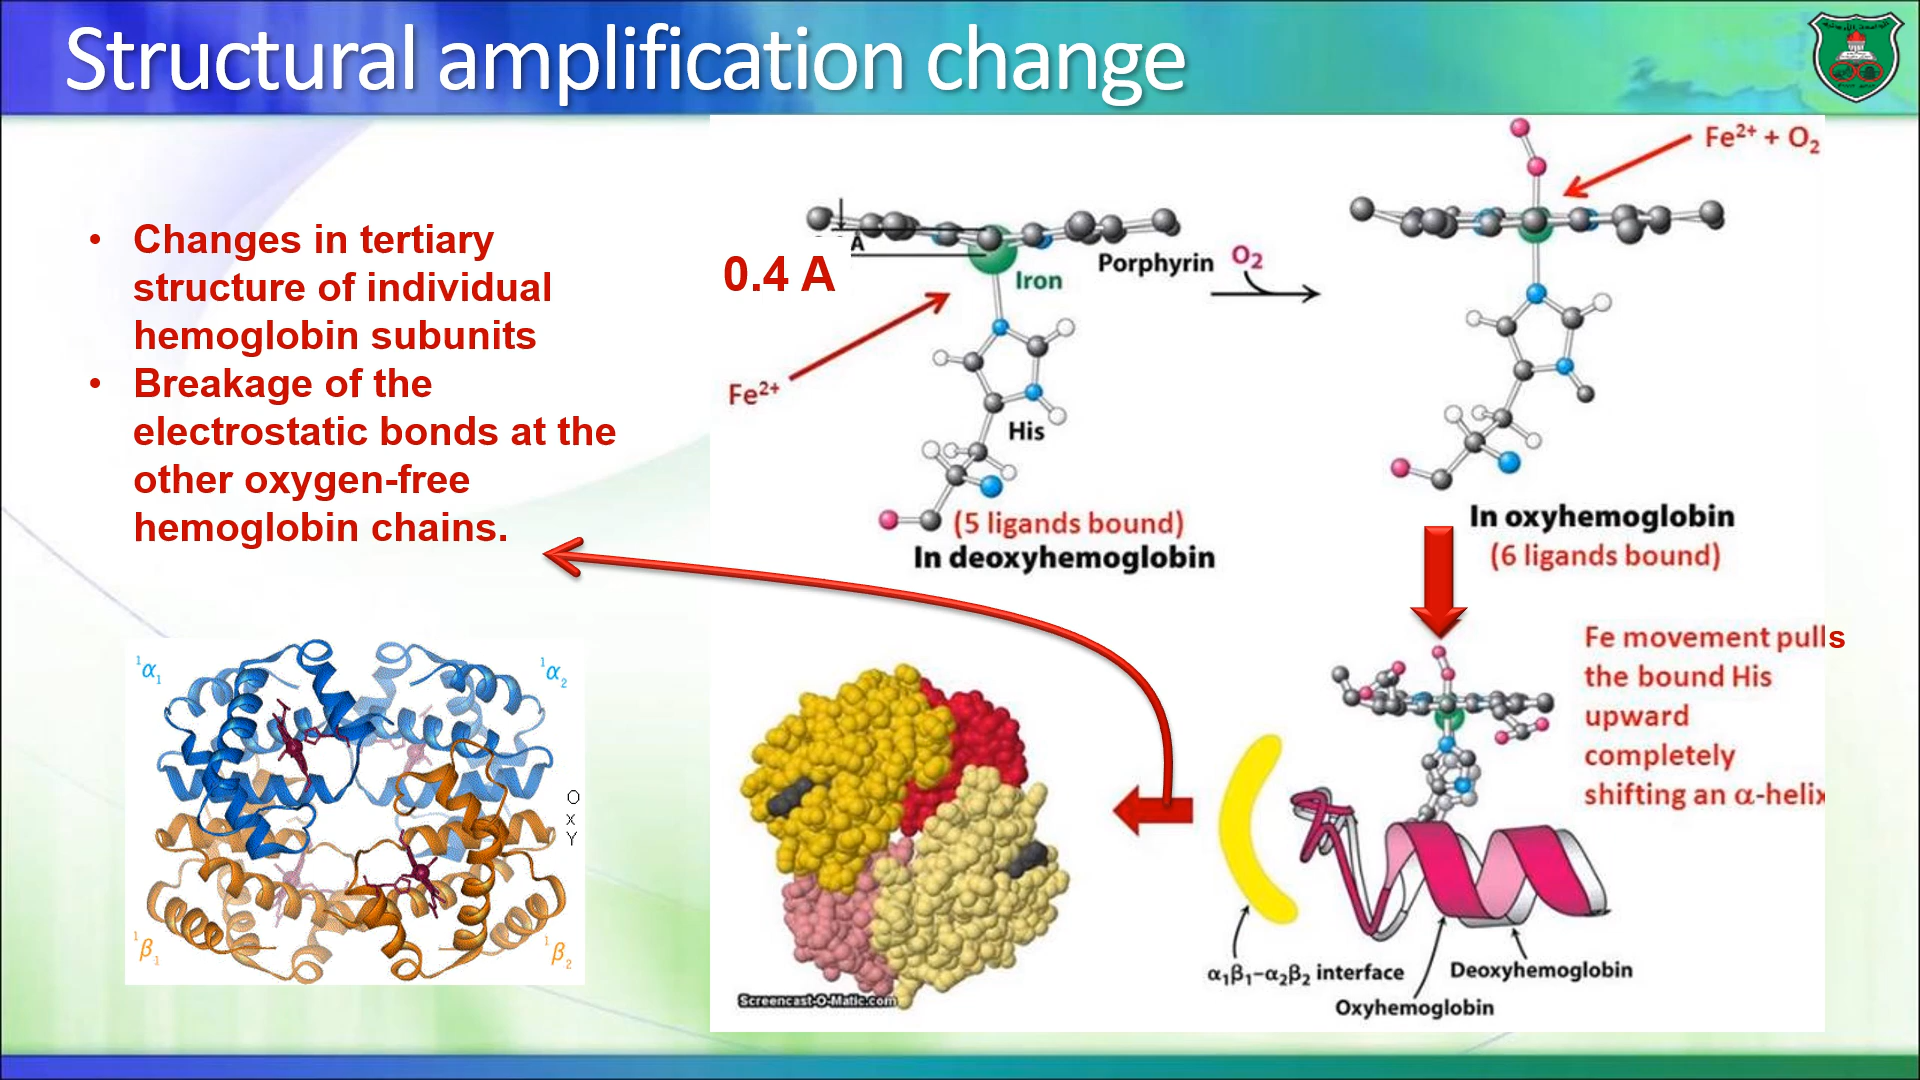 Structural amplification change
• Changes in tertiary
structure of individual
hemoglobin subunits
• Breakage of the
electrostatic bonds at the
other oxygen-free
hemoglobin chains.
Fe²⁺ + O₂
A
0.4 A
Iron
Porphyrin
O₂
Fe²⁺
His
(5 ligands bound)
In deoxyhemoglobin
In oxyhemoglobin
(6 ligands bound)
Fe movement pulls
the bound His
upward
completely
shifting an α-helix
α₁β₁–α₂β₂ interface
Deoxyhemoglobin
Oxyhemoglobin
Screencast-O-Matic.com
¹α₁
¹α₂
O
x
Y
¹β₁
¹β₂